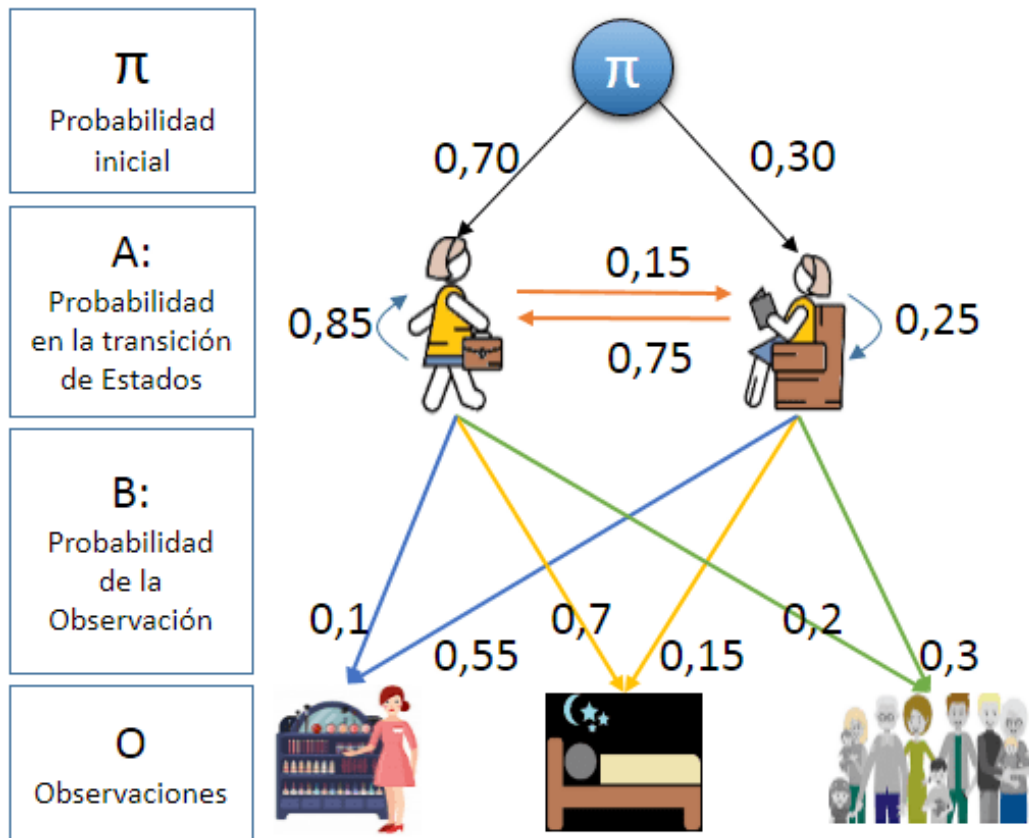 π
Probabilidad
inicial
π
0,70
0,30
A:
Probabilidad
en la transición
de Estados
0,85
0,15
0,75
0,25
B:
Probabilidad
de la
Observación
0,1
0,55
0,7
0,15
0,2
0,3
O
Observaciones